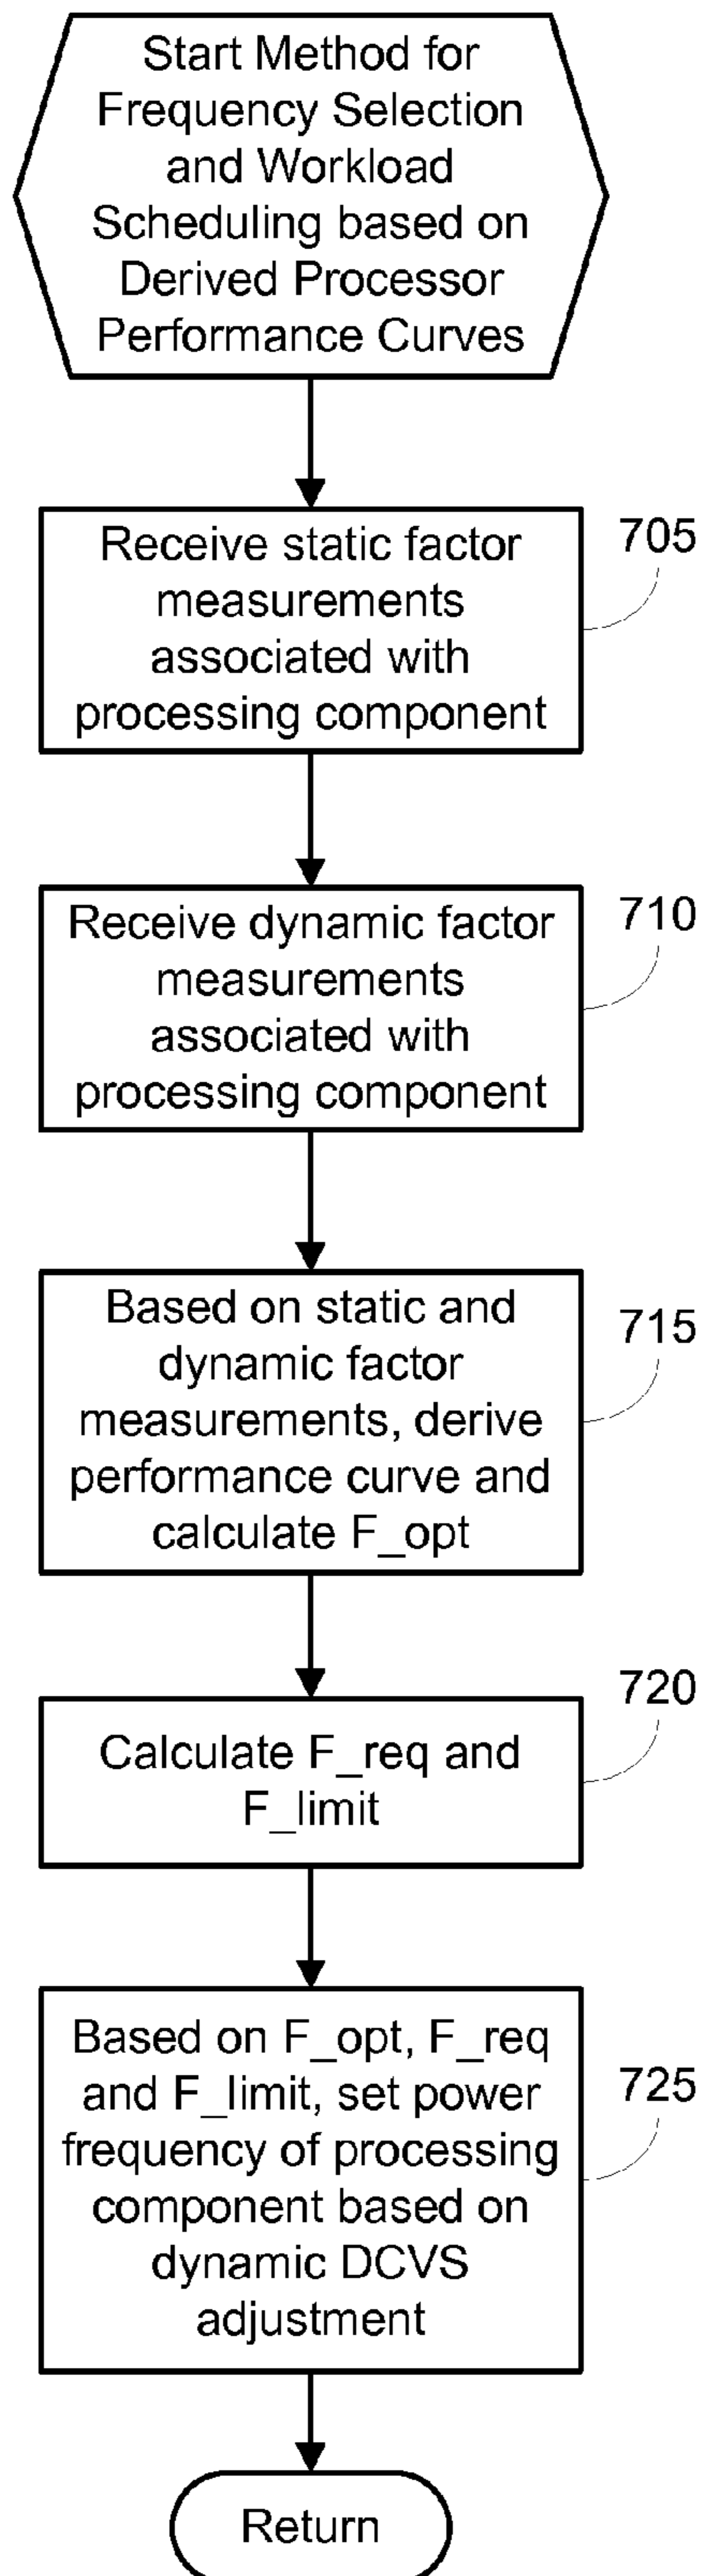 Start Method for
Frequency Selection
and Workload
Scheduling based on
Derived Processor
Performance Curves
Receive static factor
measurements
associated with
processing component
705
Receive dynamic factor
measurements
associated with
processing component
710
Based on static and
dynamic factor
measurements, derive
performance curve and
calculate F_opt
715
Calculate F_req and
F_limit
720
Based on F_opt, F_req
and F_limit, set power
frequency of processing
component based on
dynamic DCVS
adjustment
725
Return